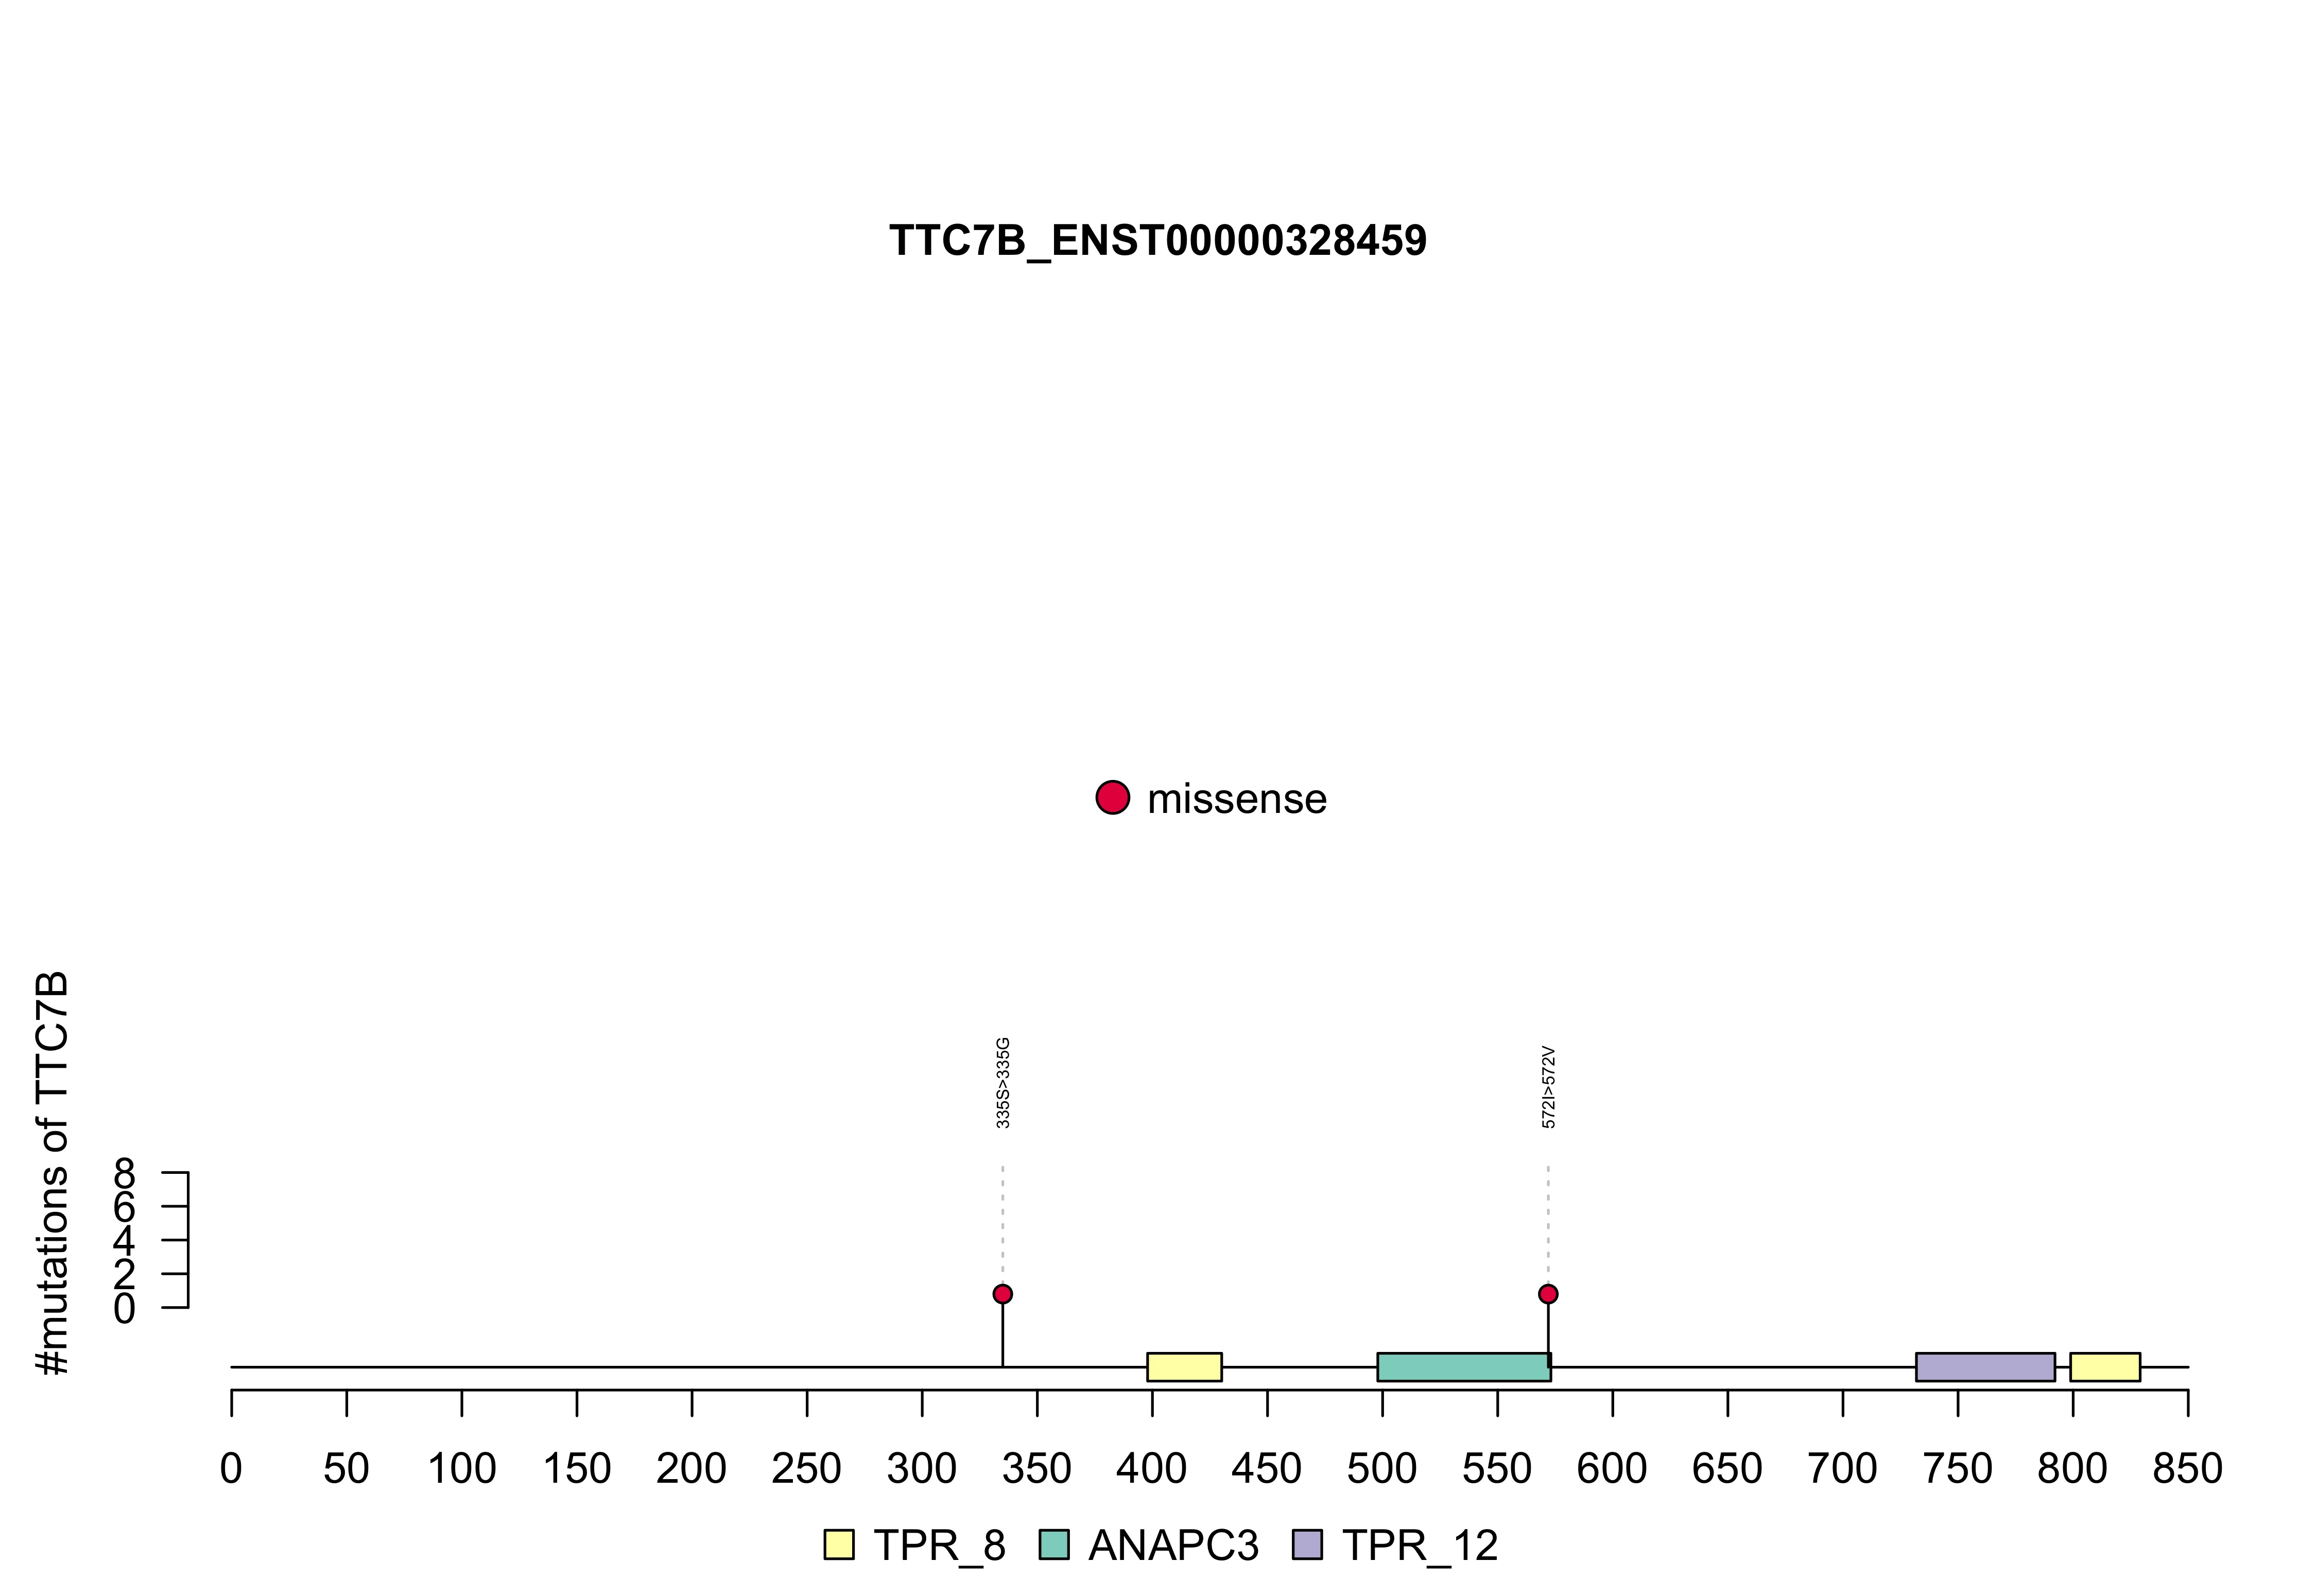 TTC7B_ENST00000328459
missense
#mutations of TTC7B
335S>335G
572I>572V
8
6
4
2
0
0 50 100 150 200 250 300 350 400 450 500 550 600 650 700 750 800 850
TPR_8 ANAPC3 TPR_12